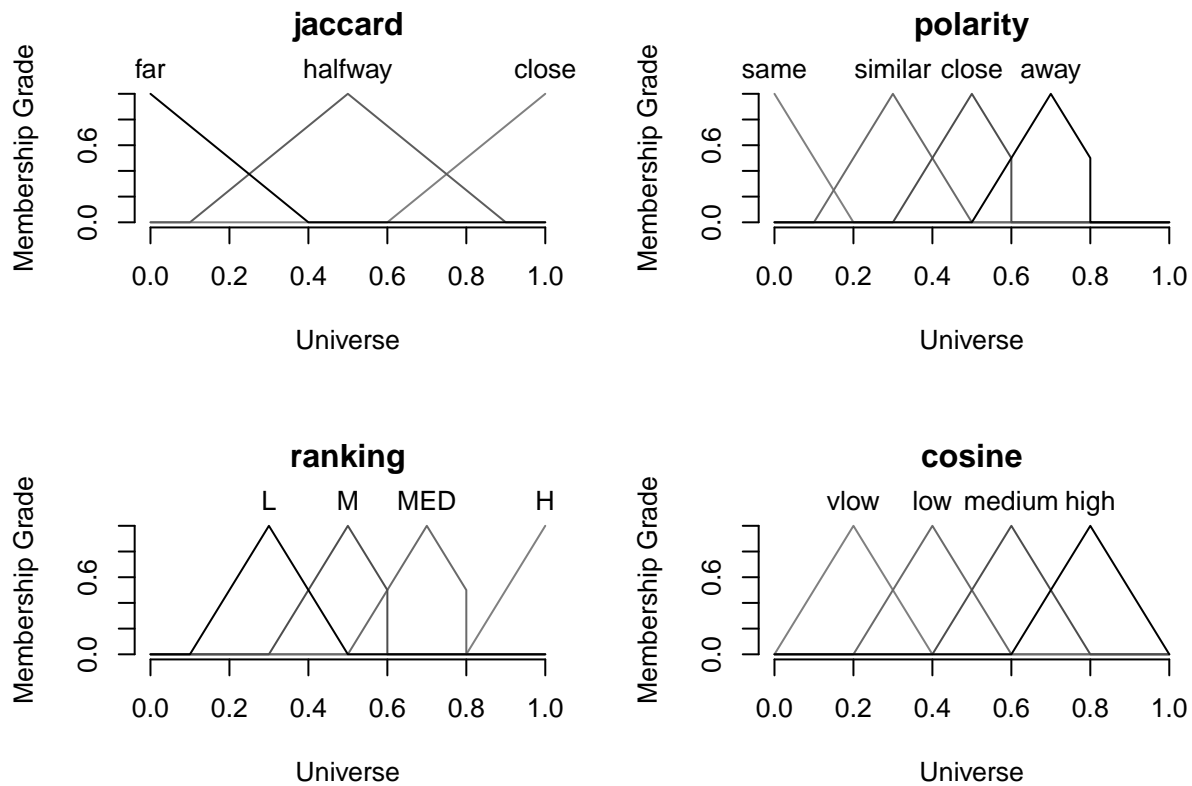 jaccard
far halfway close
Membership Grade
0.6
0.0
0.0 0.2 0.4 0.6 0.8 1.0
Universe
polarity
same similar close away
Membership Grade
0.6
0.0
0.0 0.2 0.4 0.6 0.8 1.0
Universe
ranking
L M MED H
Membership Grade
0.6
0.0
0.0 0.2 0.4 0.6 0.8 1.0
Universe
cosine
vlow low medium high
Membership Grade
0.6
0.0
0.0 0.2 0.4 0.6 0.8 1.0
Universe